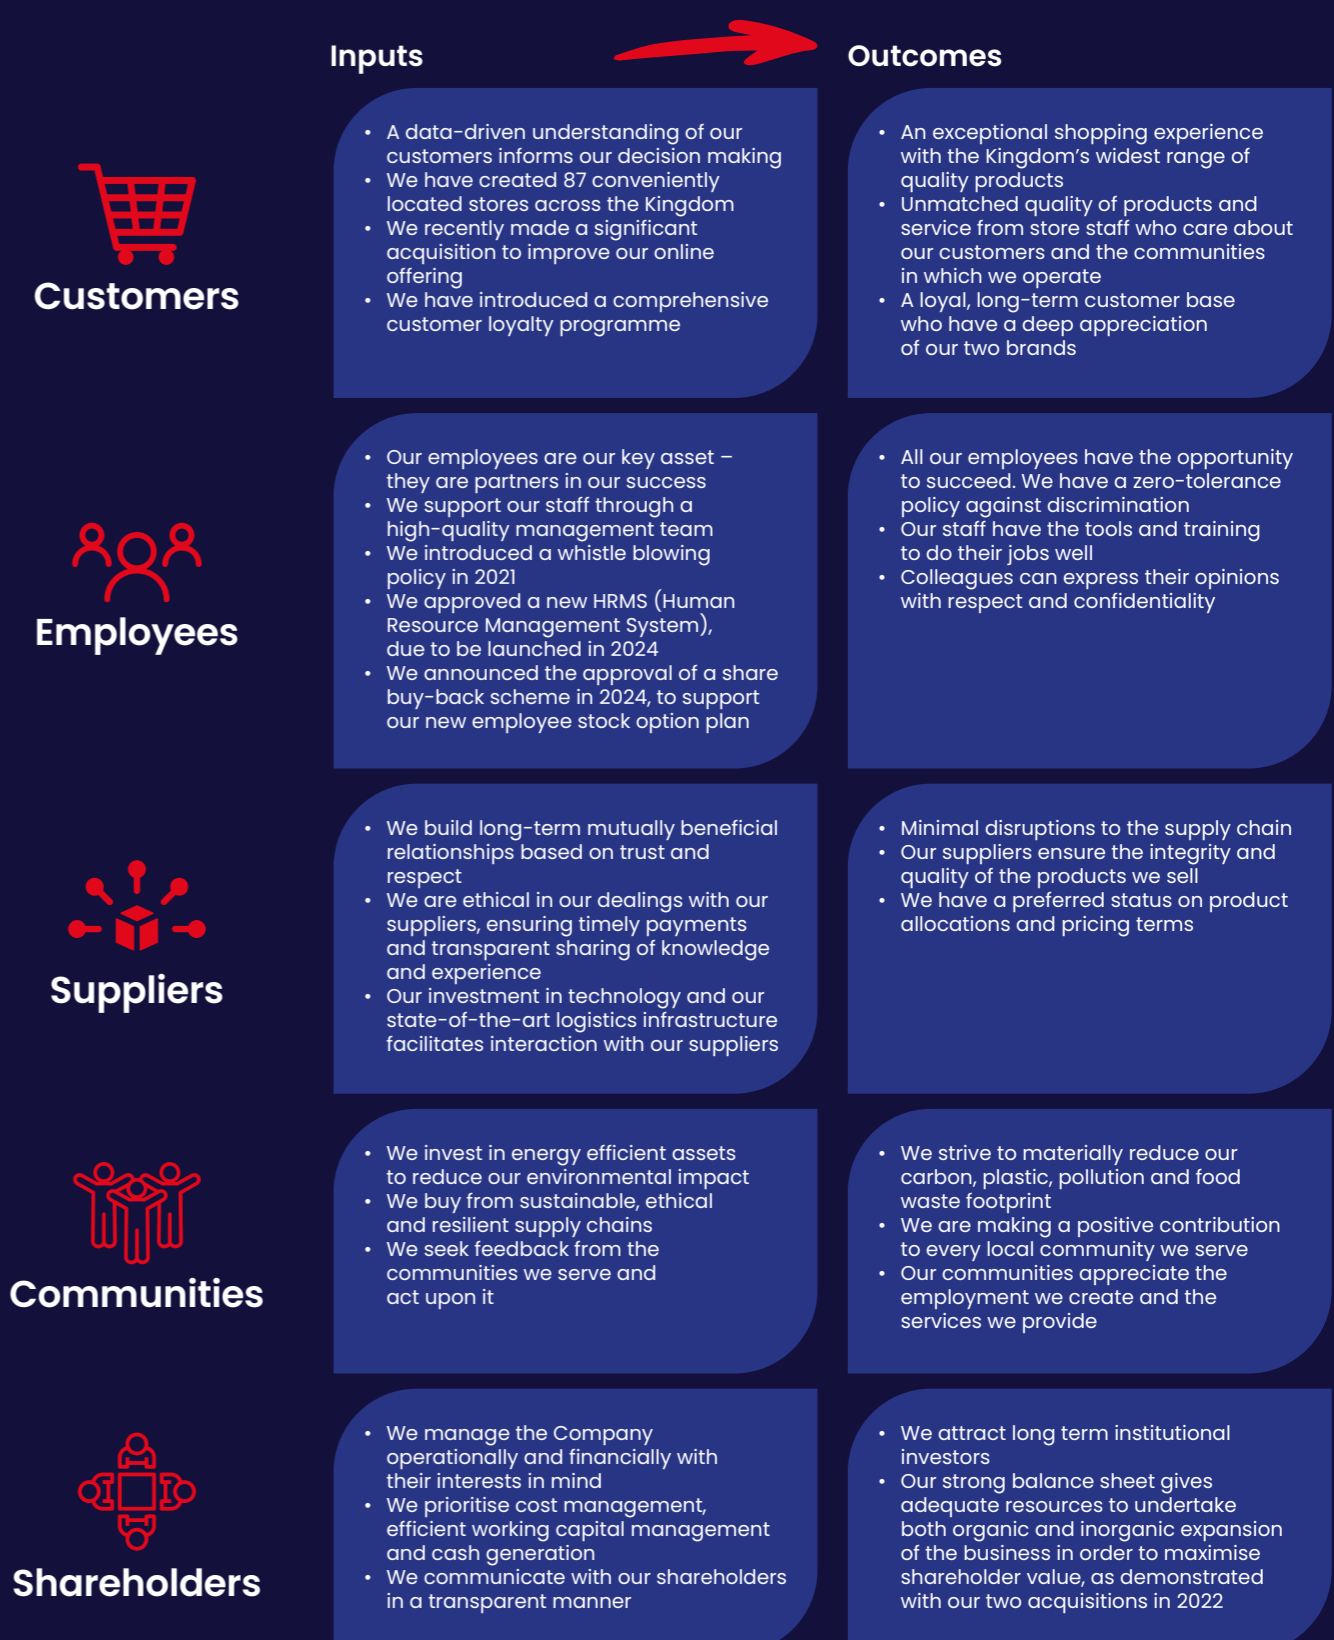 Inputs
Outcomes
Customers
• A data-driven understanding of our
customers informs our decision making
• We have created 87 conveniently
located stores across the Kingdom
• We recently made a significant
acquisition to improve our online
offering
• We have introduced a comprehensive
customer loyalty programme
• An exceptional shopping experience
with the Kingdom’s widest range of
quality products
• Unmatched quality of products and
service from store staff who care about
our customers and the communities
in which we operate
• A loyal, long-term customer base
who have a deep appreciation
of our two brands
Employees
• Our employees are our key asset –
they are partners in our success
• We support our staff through a
high-quality management team
• We introduced a whistle blowing
policy in 2021
• We approved a new HRMS (Human
Resource Management System),
due to be launched in 2024
• We announced the approval of a share
buy-back scheme in 2024, to support
our new employee stock option plan
• All our employees have the opportunity
to succeed. We have a zero-tolerance
policy against discrimination
• Our staff have the tools and training
to do their jobs well
• Colleagues can express their opinions
with respect and confidentiality
Suppliers
• We build long-term mutually beneficial
relationships based on trust and
respect
• We are ethical in our dealings with our
suppliers, ensuring timely payments
and transparent sharing of knowledge
and experience
• Our investment in technology and our
state-of-the-art logistics infrastructure
facilitates interaction with our suppliers
• Minimal disruptions to the supply chain
• Our suppliers ensure the integrity and
quality of the products we sell
• We have a preferred status on product
allocations and pricing terms
Communities
• We invest in energy efficient assets
to reduce our environmental impact
• We buy from sustainable, ethical
and resilient supply chains
• We seek feedback from the
communities we serve and
act upon it
• We strive to materially reduce our
carbon, plastic, pollution and food
waste footprint
• We are making a positive contribution
to every local community we serve
• Our communities appreciate the
employment we create and the
services we provide
Shareholders
• We manage the Company
operationally and financially with
their interests in mind
• We prioritise cost management,
efficient working capital management
and cash generation
• We communicate with our shareholders
in a transparent manner
• We attract long term institutional
investors
• Our strong balance sheet gives
adequate resources to undertake
both organic and inorganic expansion
of the business in order to maximise
shareholder value, as demonstrated
with our two acquisitions in 2022